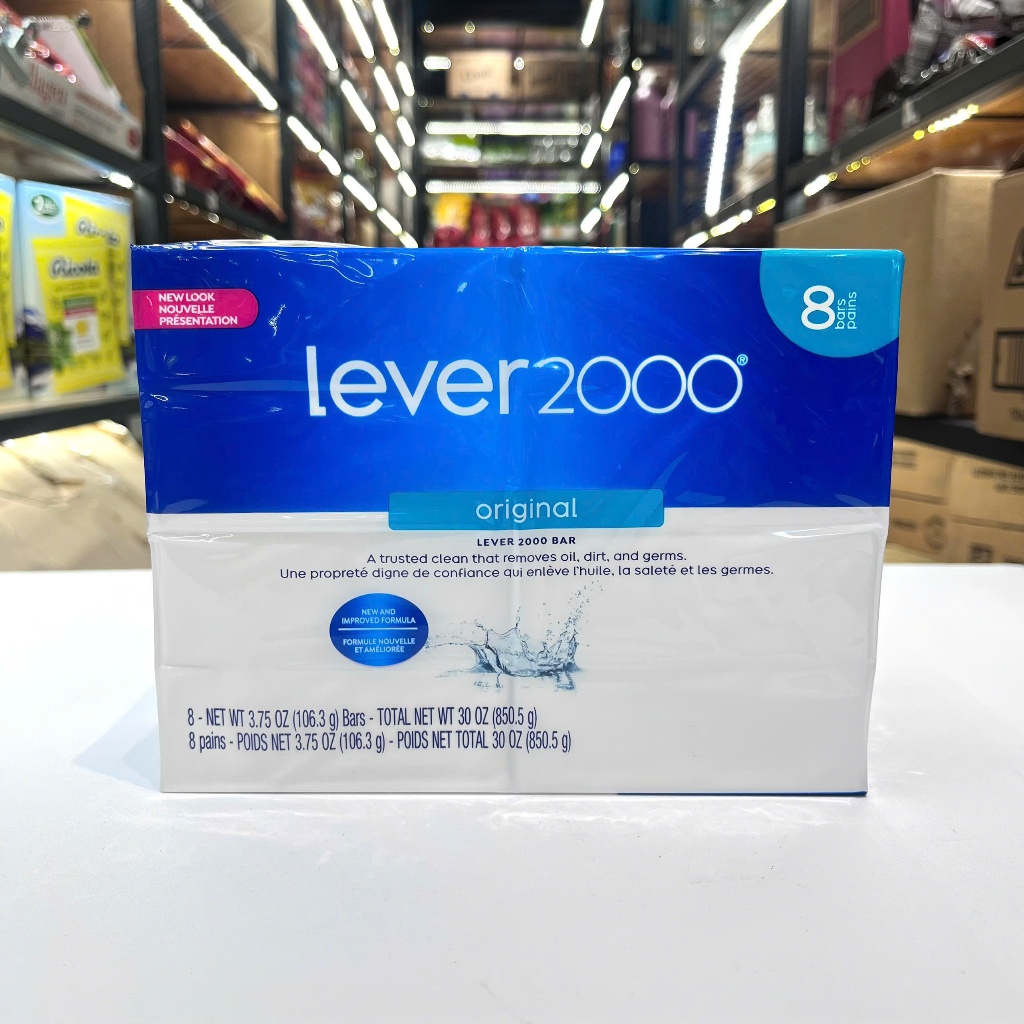 NEW LOOK
NOUVELLE
PRÉSENTATION
8 bars
pains
lever2000®
original
LEVER 2000 BAR
A trusted clean that removes oil, dirt, and germs.
Une propreté digne de confiance qui enlève l'huile, la saleté et les germes.
NEW AND
IMPROVED FORMULA
FORMULE NOUVELLE
ET AMÉLIORÉE
8 - NET WT 3.75 OZ (106.3 g) Bars - TOTAL NET WT 30 OZ (850.5 g)
8 pains - POIDS NET 3.75 OZ (106.3 g) - POIDS NET TOTAL 30 OZ (850.5 g)
Ricola